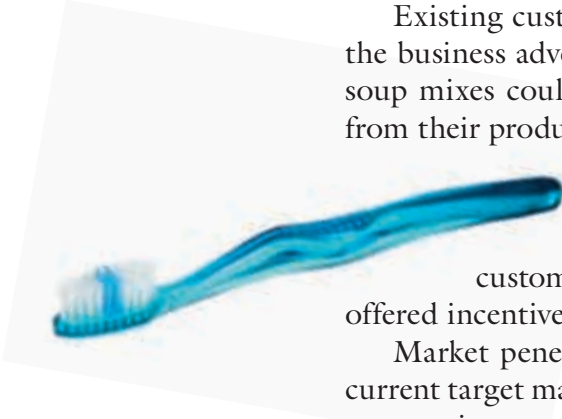 Existing cust
the business adv
soup mixes coul
from their produ
custom
offered incentive
Market pene
current target ma